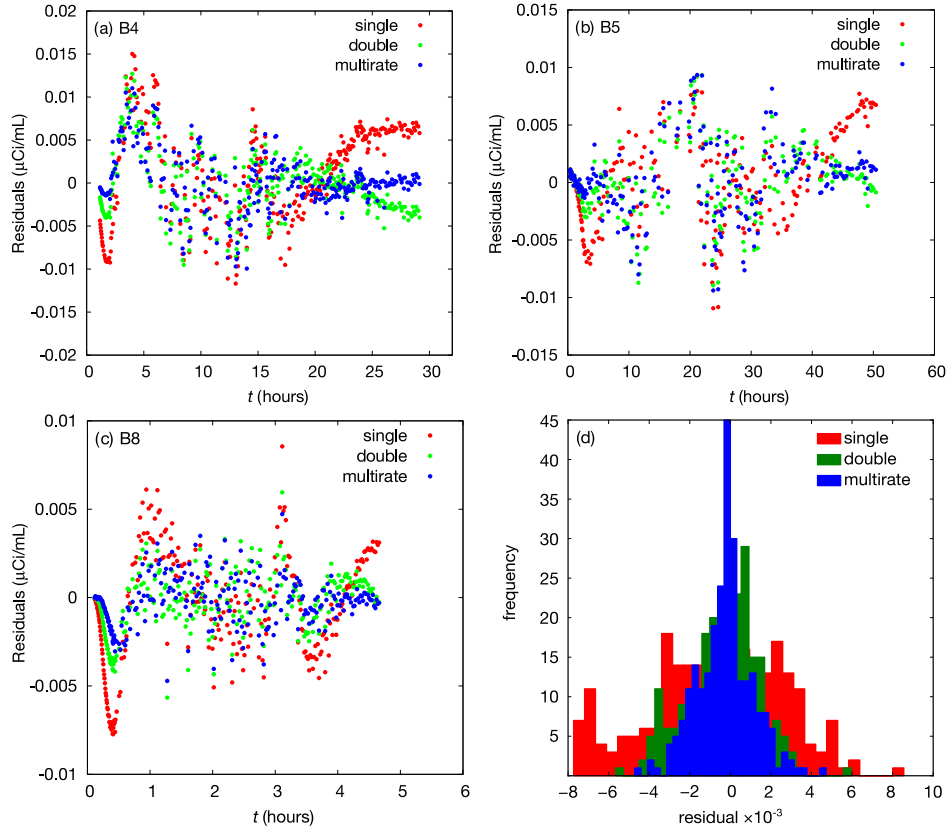 (a) B4
single
double
multirate
0.02
0.015
0.01
0.005
0
-0.005
-0.01
-0.015
-0.02
Residuals (µCi/mL)
0 5 10 15 20 25 30
t (hours)
(b) B5
single
double
multirate
0.015
0.01
0.005
0
-0.005
-0.01
-0.015
Residuals (µCi/mL)
0 10 20 30 40 50 60
t (hours)
(c) B8
single
double
multirate
0.01
0.005
0
-0.005
-0.01
Residuals (µCi/mL)
0 1 2 3 4 5 6
t (hours)
(d)
single
double
multirate
45
40
35
30
25
20
15
10
5
frequency
−8 −6 −4 −2 0 2 4 6 8 10
residual ×10⁻³